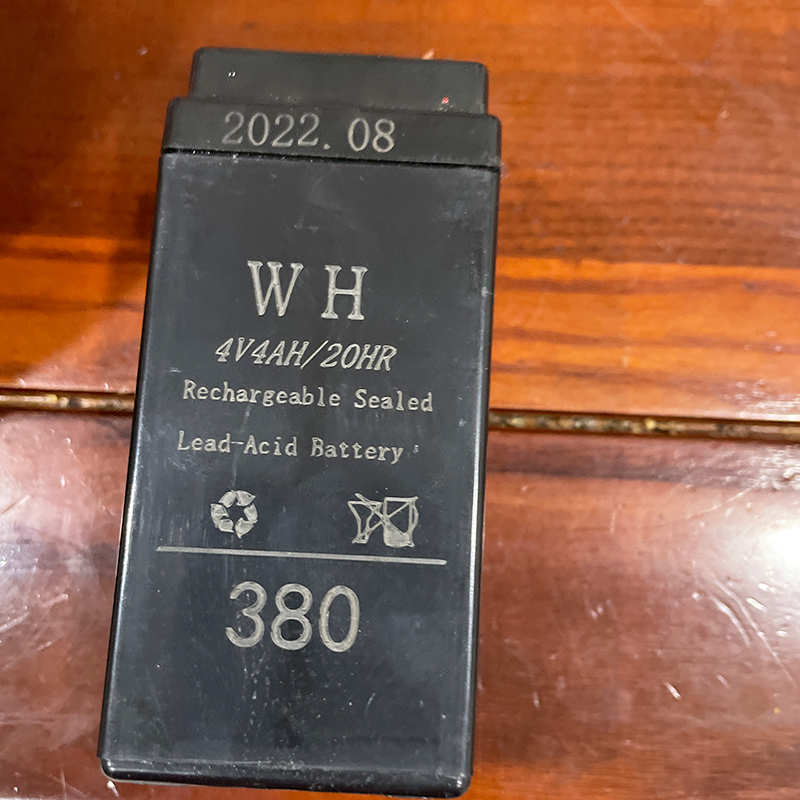 2022.08
WH
4V4AH/20HR
Rechargeable Sealed
Lead-Acid Battery
380